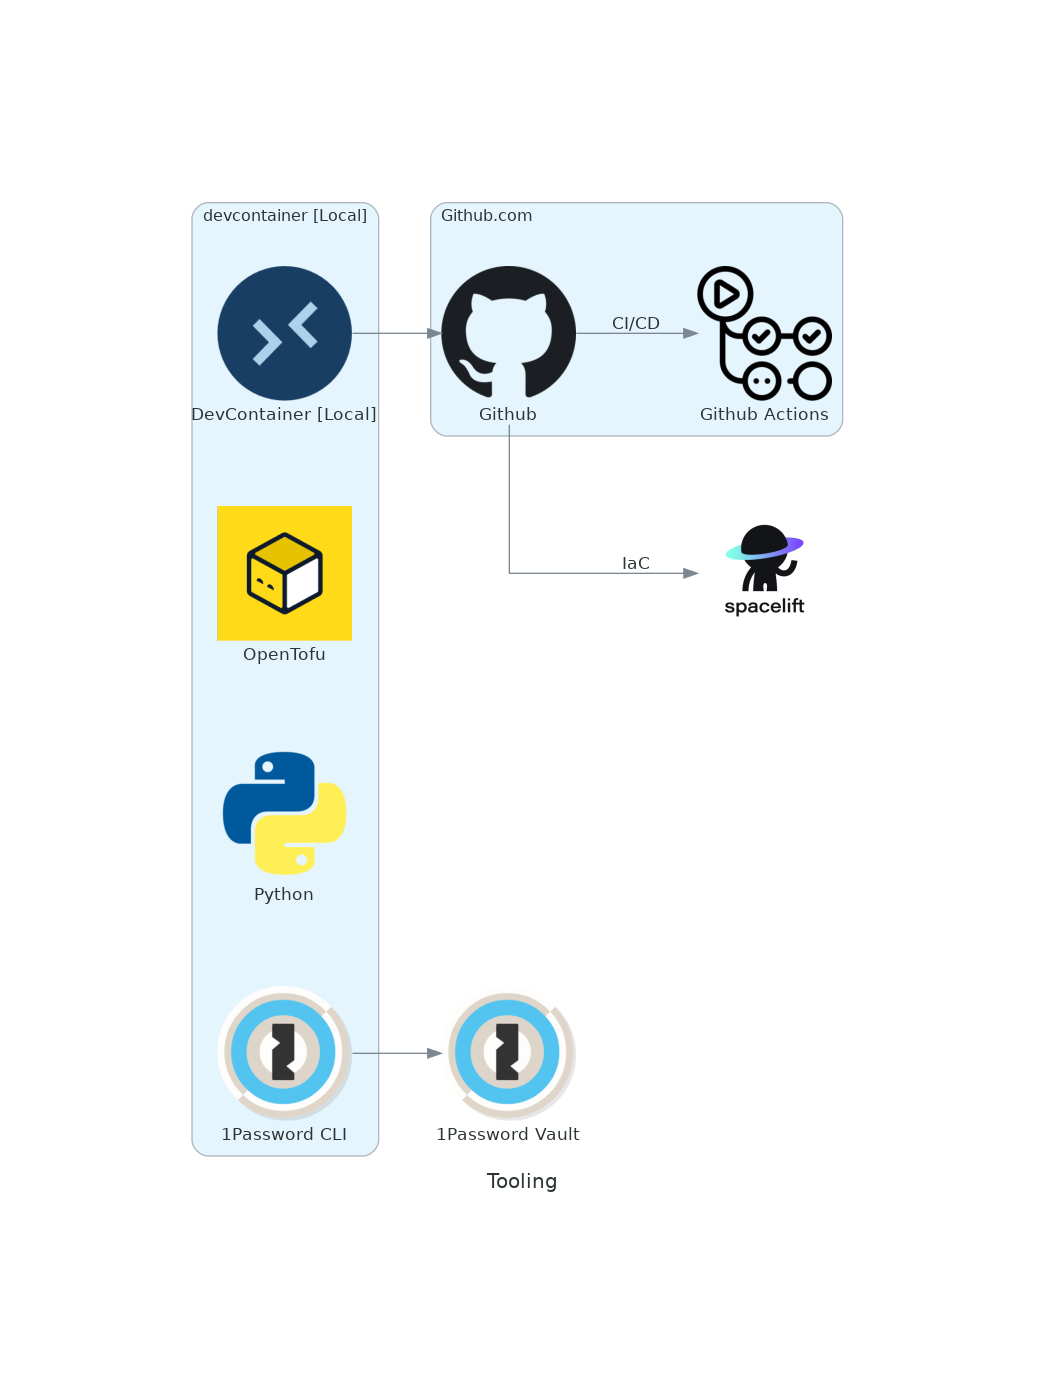 devcontainer [Local]
Github.com
CI/CD
DevContainer [Local]
Github
Github Actions
IaC
spacelift
OpenTofu
Python
1Password CLI
1Password Vault
Tooling